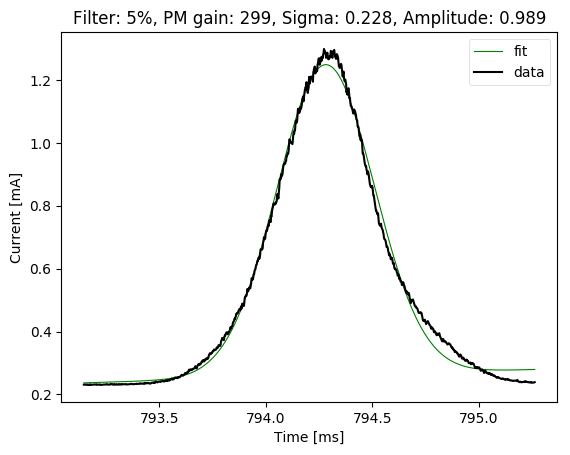 Filter: 5%, PM gain: 299, Sigma: 0.228, Amplitude: 0.989
fit
data
1.2
1.0
0.8
0.6
0.4
0.2
Current [mA]
793.5 794.0 794.5 795.0
Time [ms]